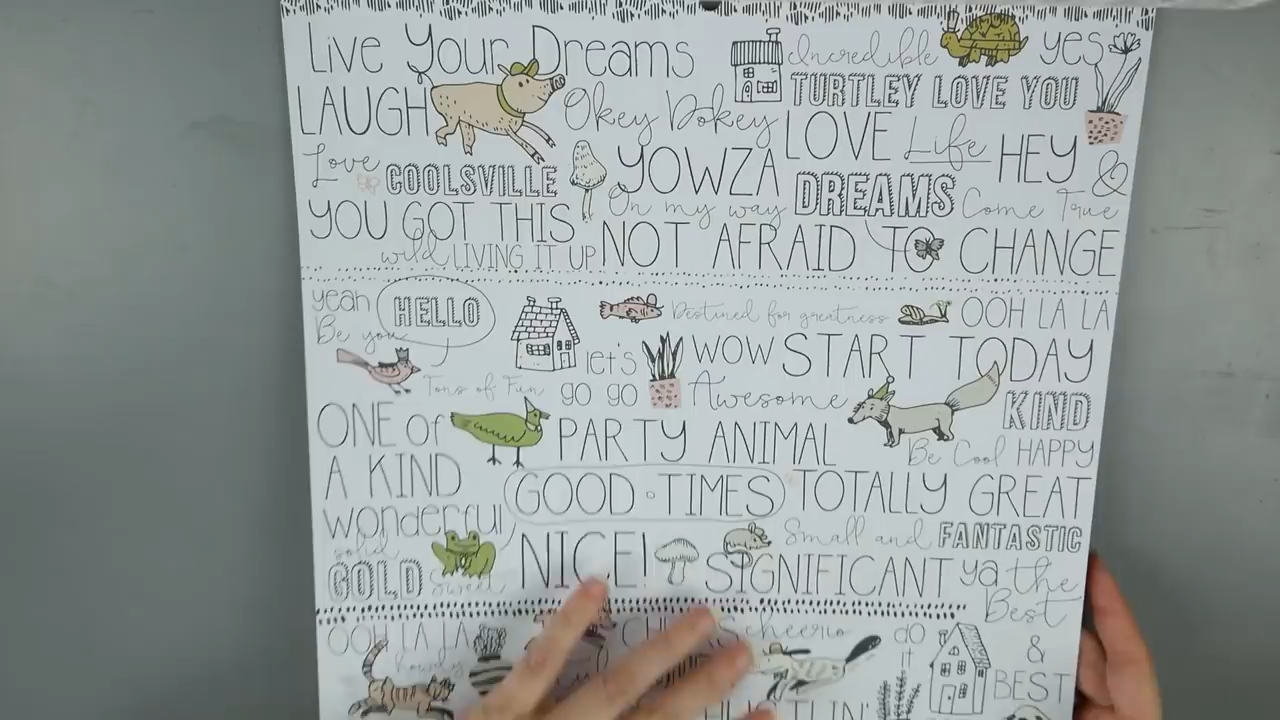 Live Your Dreams
Incredible
yes
TURTLEY LOVE YOU
LAUGH
Okey Dokey
LOVE Life HEY &
Love
COOLSVILLE
YOWZA
DREAMS Come True
YOU GOT THIS
On my way
wild LIVING IT UP
NOT AFRAID TO CHANGE
yeah
HELLO
Destined for greatness
OOH LA LA
Be you
let's
go go
WOW START TODAY
Tons of Fun
Awesome
KIND
ONE of
A KIND
PARTY ANIMAL
Be Cool HAPPY
GOOD TIMES
TOTALLY GREAT
wonderful
solid
GOLD
sweet
NICE!
Small and FANTASTIC
SIGNIFICANT
ya the
Best
OOH LA LA
howdy
Cheerio
do
it
&
BEST
HUSTLIN'